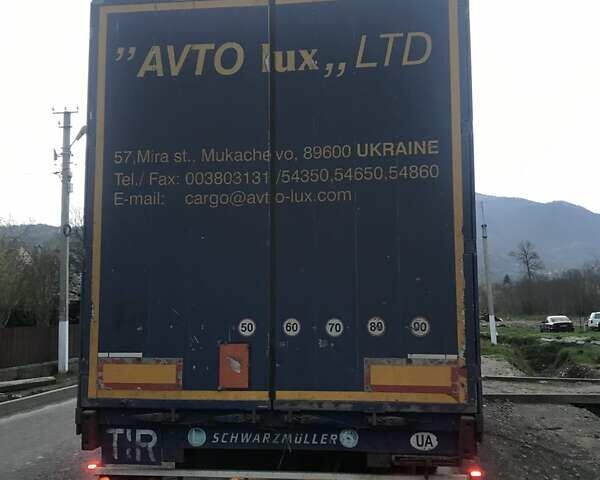 „AVTO lux„ LTD
57,Mira st., Mukachevo, 89600 UKRAINE
Tel./ Fax: 003803131 /54350,54650.54860
E-mail: cargo@avto-lux.com
50 60 70 80 90
TIR SCHWARZMÜLLER UA